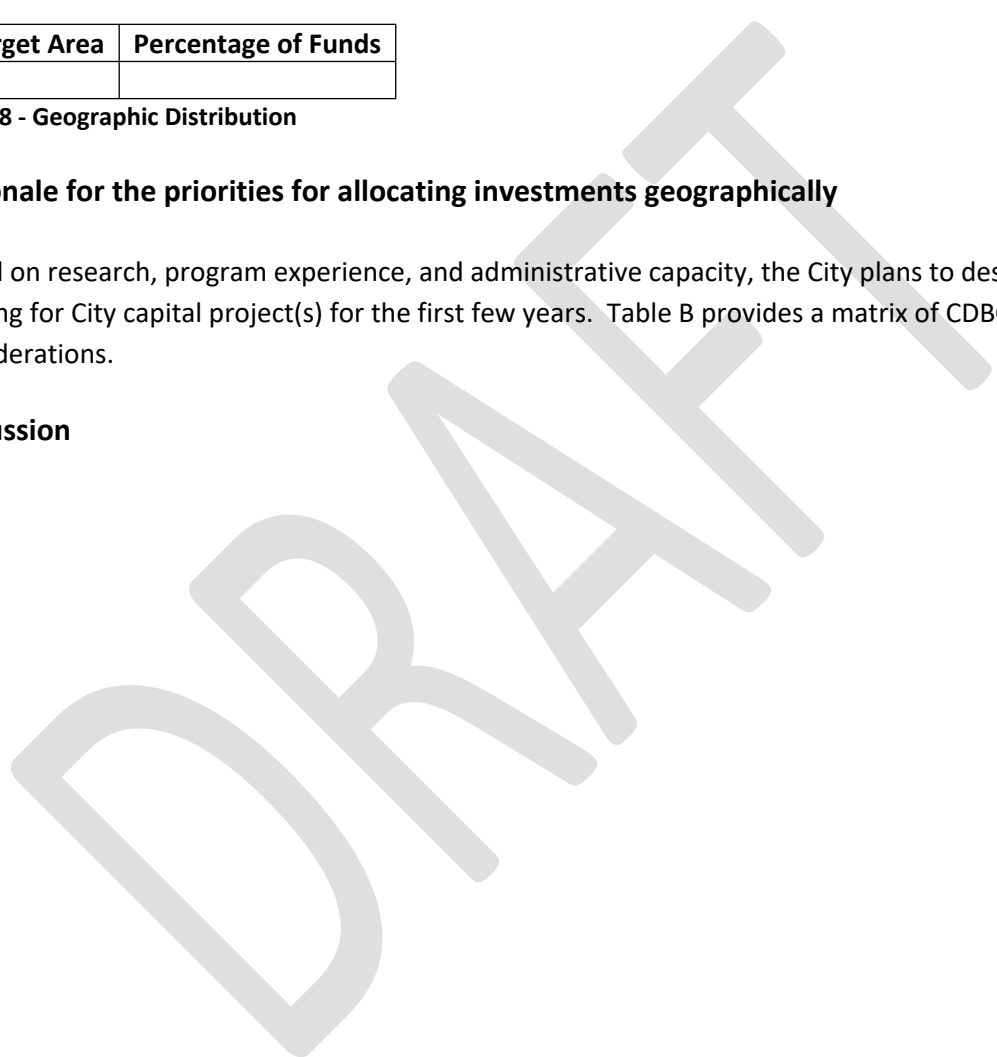 rget Area Percentage of Funds
8 - Geographic Distribution
onale for the priorities for allocating investments geographically
on research, program experience, and administrative capacity, the City plans to des
ng for City capital project(s) for the first few years. Table B provides a matrix of CDB
derations.
ussion
DRAFT